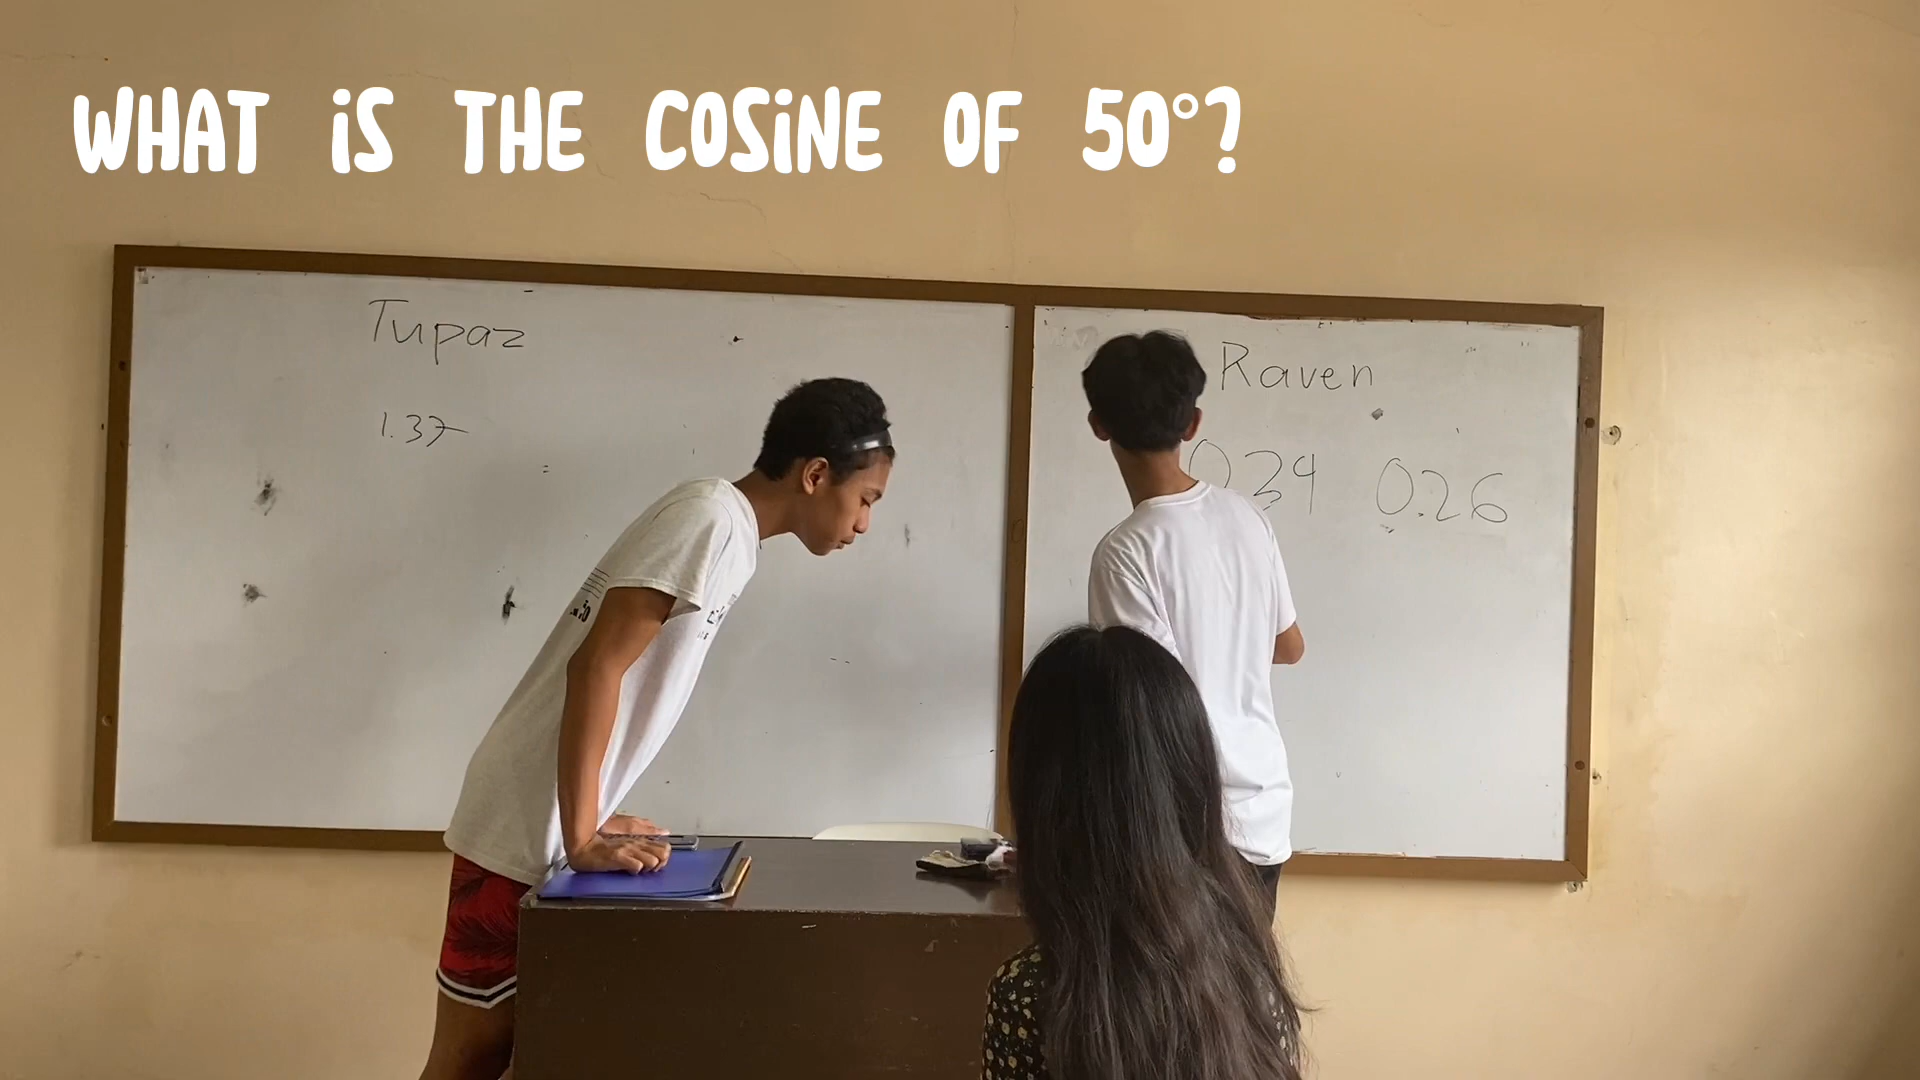 WHAT iS THE COSiNE OF 50°?
Tupaz
1.37
Raven
0.26